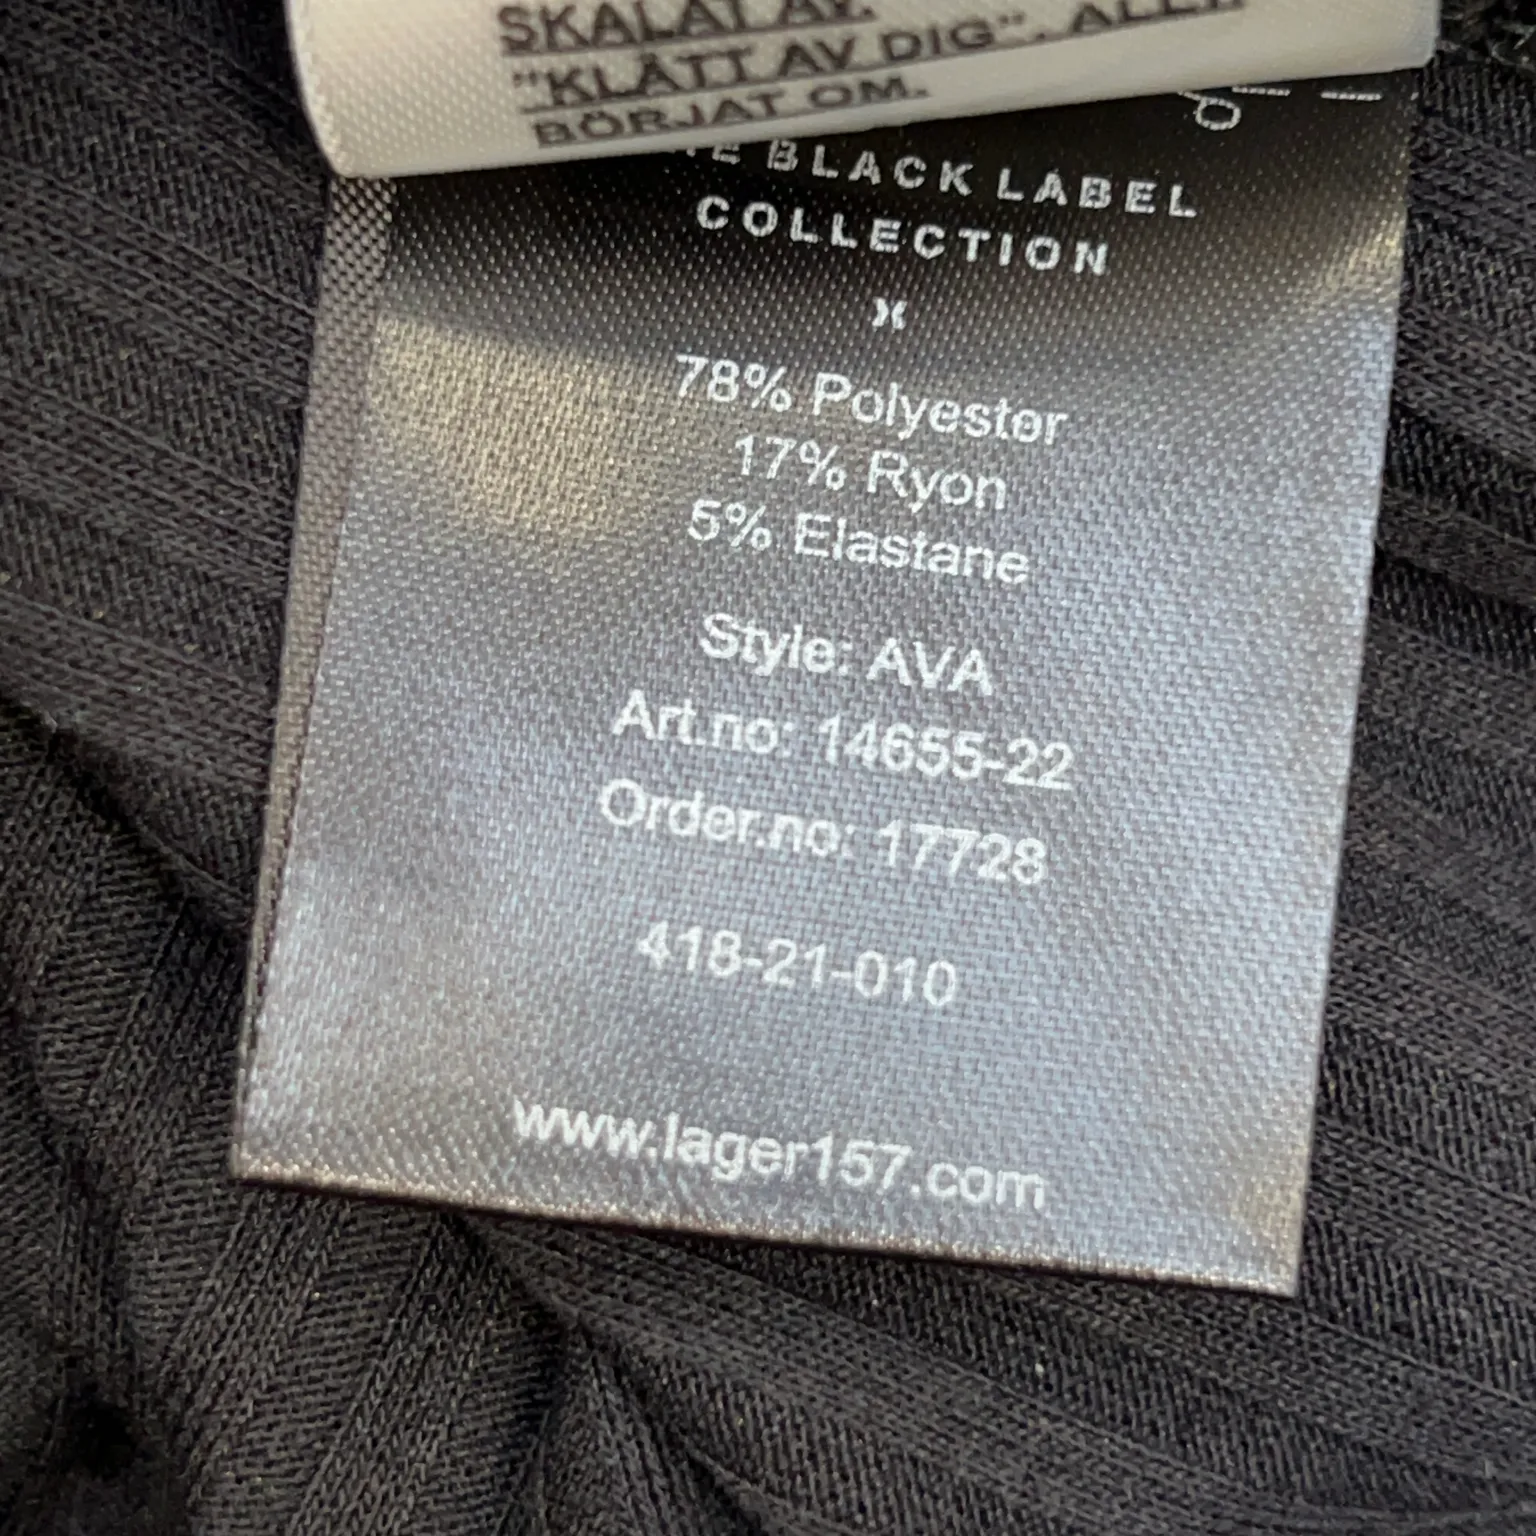 SKALAT AV.
"KLÄTT AV DIG". ALLT
BÖRJAT OM.
BLACK LABEL
COLLECTION
78% Polyester
17% Ryon
5% Elastane
Style: AVA
Art.no: 14655-22
Order.no: 17728
418-21-010
www.lager157.com